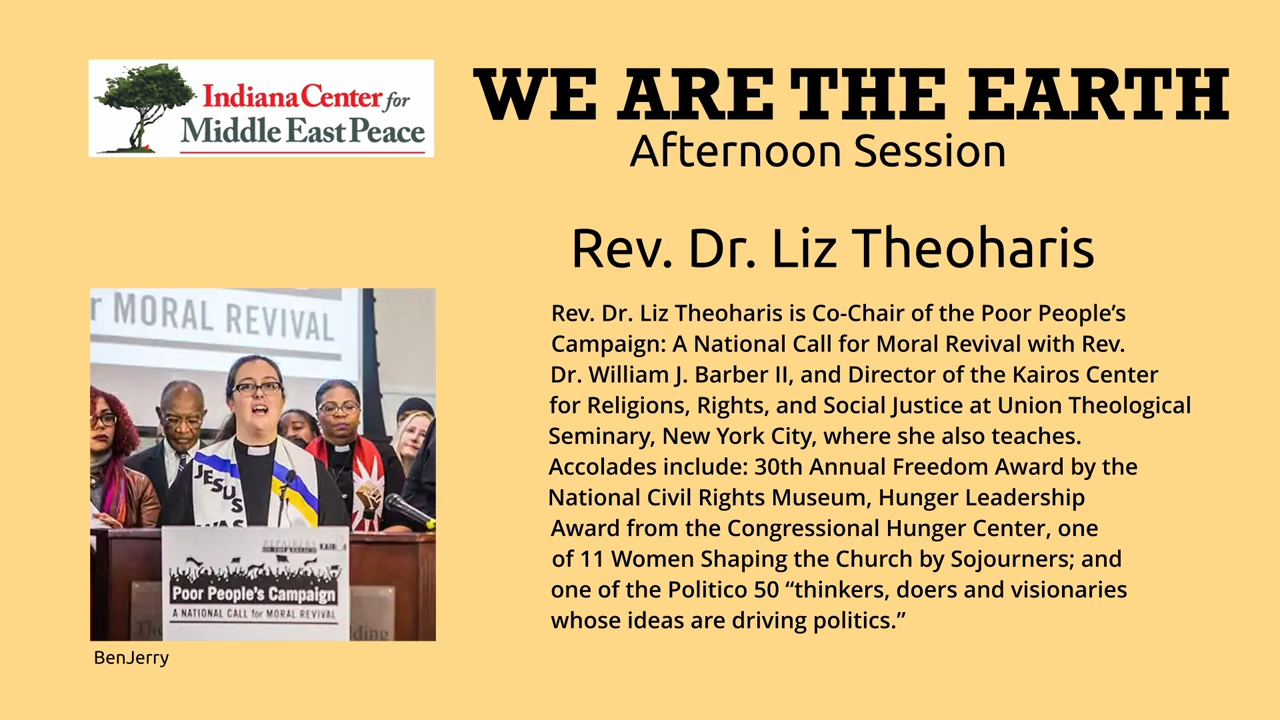 Indiana Center for
Middle East Peace
WE ARE THE EARTH
Afternoon Session
Rev. Dr. Liz Theoharis
Rev. Dr. Liz Theoharis is Co-Chair of the Poor People’s
Campaign: A National Call for Moral Revival with Rev.
Dr. William J. Barber II, and Director of the Kairos Center
for Religions, Rights, and Social Justice at Union Theological
Seminary, New York City, where she also teaches.
Accolades include: 30th Annual Freedom Award by the
National Civil Rights Museum, Hunger Leadership
Award from the Congressional Hunger Center, one
of 11 Women Shaping the Church by Sojourners; and
one of the Politico 50 “thinkers, doers and visionaries
whose ideas are driving politics.”
r MORAL REVIVAL
JESUS
WAS
Poor People's Campaign
A NATIONAL CALL for MORAL REVIVAL
BenJerry